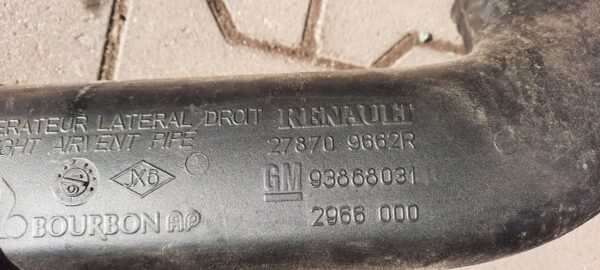 ERATEUR LATERAL DROIT RENAULT
GHT AIRVENT PIPE 27870 9662R
JX6 GM 93868031
BOURBON AP 2966 000